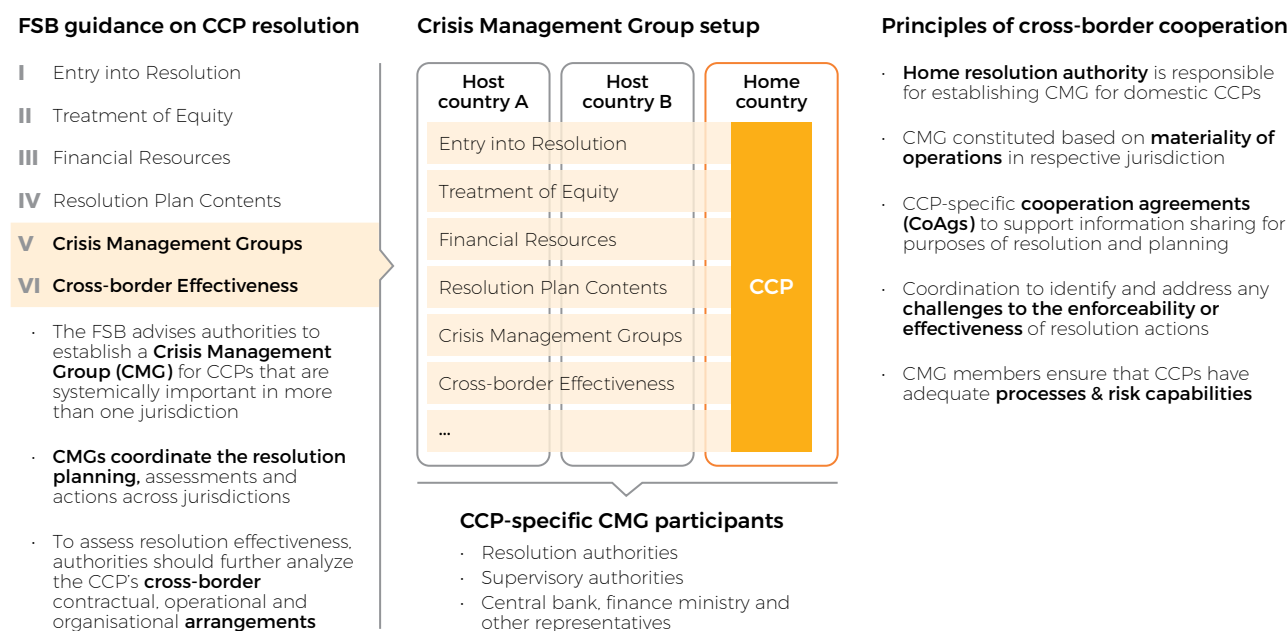 FSB guidance on CCP resolution
I Entry into Resolution
II Treatment of Equity
III Financial Resources
IV Resolution Plan Contents
V Crisis Management Groups
VI Cross-border Effectiveness
· The FSB advises authorities to
establish a Crisis Management
Group (CMG) for CCPs that are
systemically important in more
than one jurisdiction
· CMGs coordinate the resolution
planning, assessments and
actions across jurisdictions
· To assess resolution effectiveness,
authorities should further analyze
the CCP's cross-border
contractual, operational and
organisational arrangements
Crisis Management Group setup
Host
country A
Host
country B
Home
country
Entry into Resolution
Treatment of Equity
Financial Resources
Resolution Plan Contents
Crisis Management Groups
Cross-border Effectiveness
...
CCP
CCP-specific CMG participants
· Resolution authorities
· Supervisory authorities
· Central bank, finance ministry and
other representatives
Principles of cross-border cooperation
· Home resolution authority is responsible
for establishing CMG for domestic CCPs
· CMG constituted based on materiality of
operations in respective jurisdiction
· CCP-specific cooperation agreements
(CoAgs) to support information sharing for
purposes of resolution and planning
· Coordination to identify and address any
challenges to the enforceability or
effectiveness of resolution actions
· CMG members ensure that CCPs have
adequate processes & risk capabilities